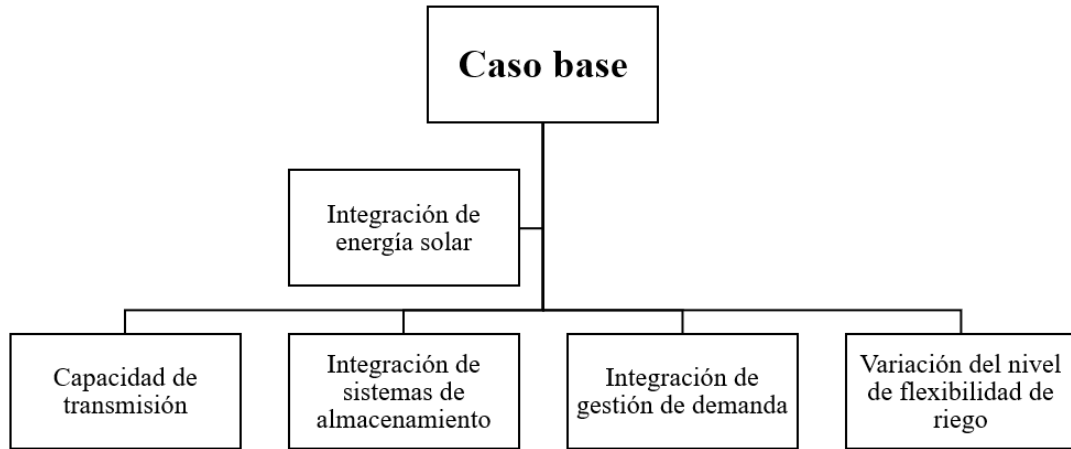 Caso base
Integración de
energía solar
Capacidad de
transmisión
Integración de
sistemas de
almacenamiento
Integración de
gestión de demanda
Variación del nivel
de flexibilidad de
riego